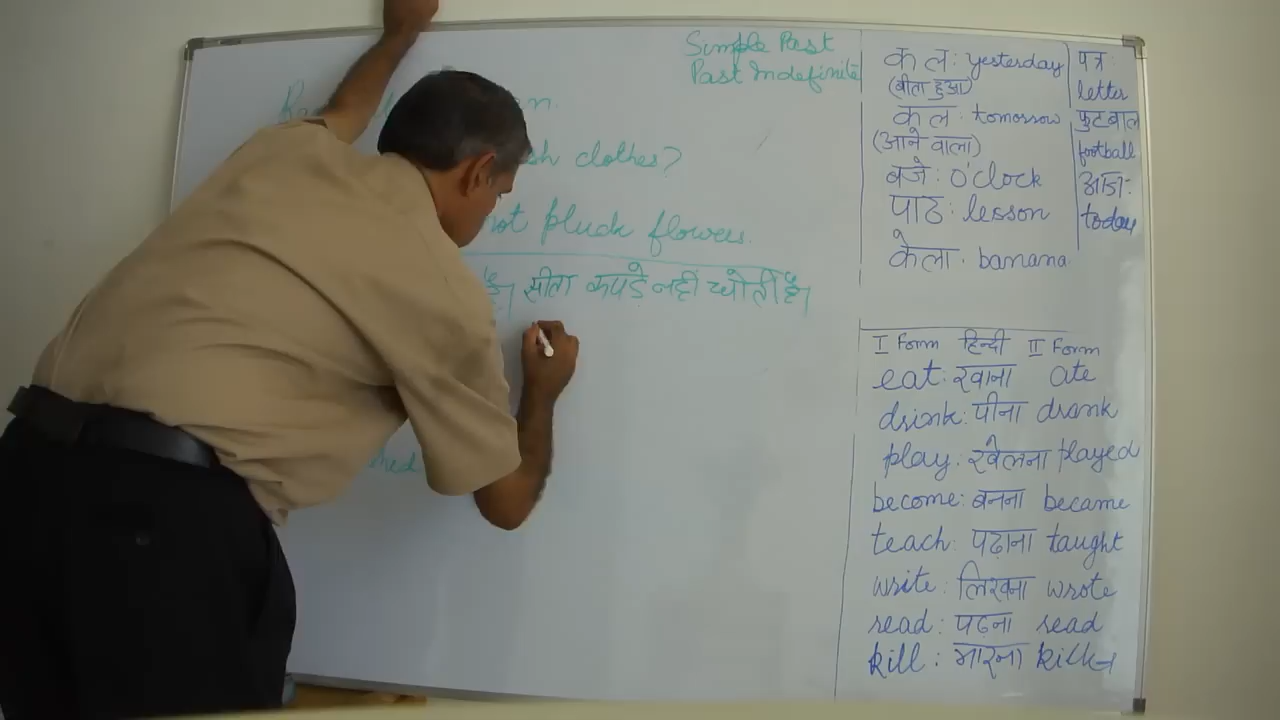 Simple Past
Past Indefinite
clothes?
not pluck flowers.
है। सीता कपडे नहीं धोती है।
कल: yesterday
(बीता हुआ)
कल: tomorrow
(आने वाला)
बजे: O'clock
पाठ: lesson
केला: banana
पत्र:
letter
फुटबाल
football
आज:
today
I Form हिन्दी II Form
eat: खाना ate
drink: पीना drank
play: खेलना played
become: बनना became
teach: पढ़ाना taught
write: लिखना wrote
read: पढ़ना read
kill: मारना